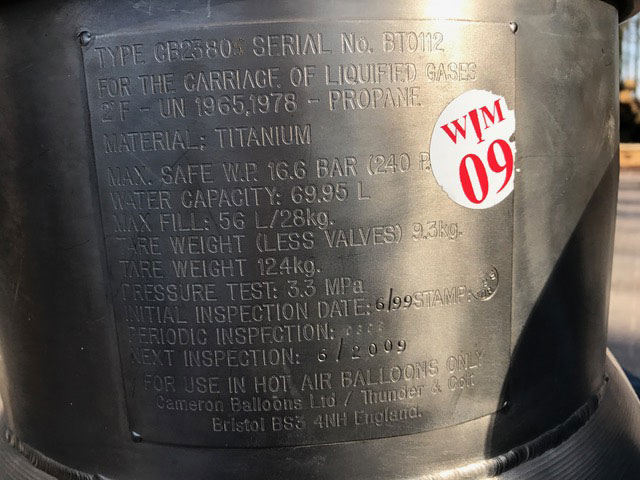 TYPE CB2380 SERIAL No. BT0112
FOR THE CARRIAGE OF LIQUIFIED GASES
2°F - UN 1965,1978 - PROPANE
MATERIAL; TITANIUM
MAX. SAFE W.P. 16.6 BAR (240 P.
WATER CAPACITY: 69.95 L
MAX FILL: 56 L/28kg.
TARE WEIGHT (LESS VALVES) 9.3kg.
TARE WEIGHT 12.4kg.
PRESSURE TEST: 3.3 MPa
INITIAL INSPECTION DATE: 6/99 STAMP:
PERIODIC INSPECTION:
NEXT INSPECTION: 6/2009
FOR USE IN HOT AIR BALLOONS ONLY
Cameron Balloons Ltd / Thunder & Colt
Bristol BS3 4NH England.
WIM
09